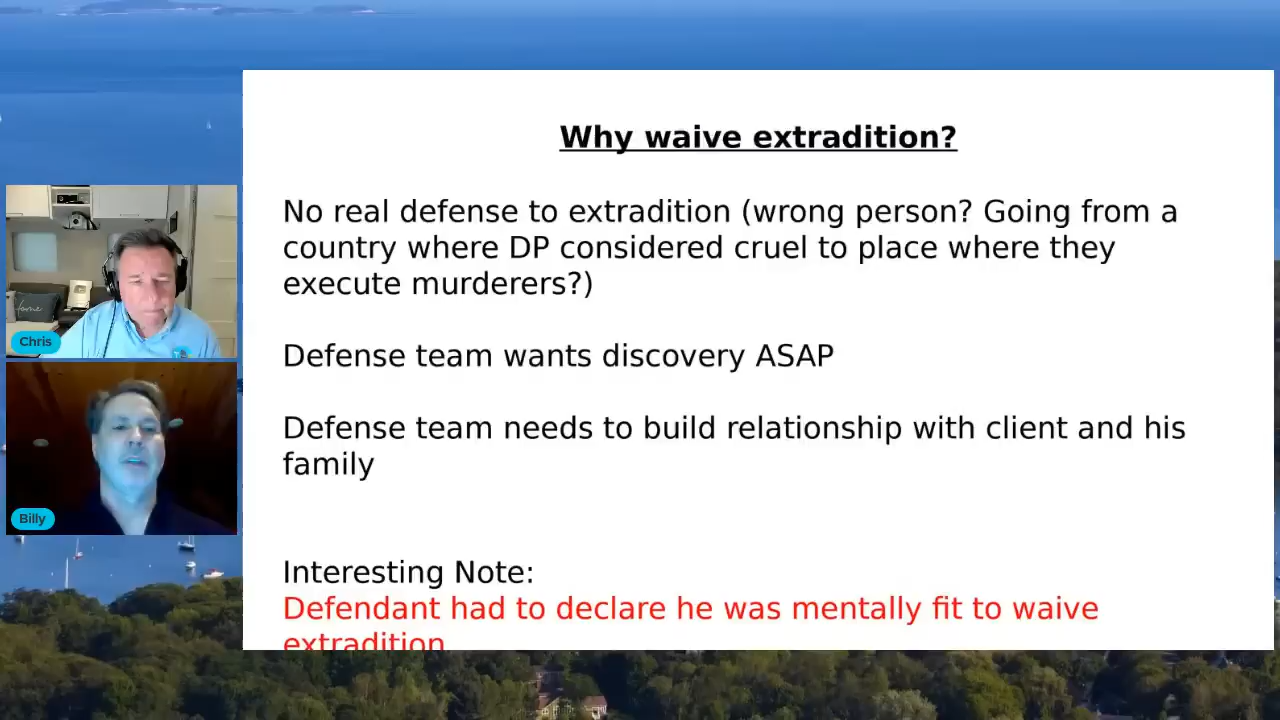 Why waive extradition?
No real defense to extradition (wrong person? Going from a
country where DP considered cruel to place where they
execute murderers?)
Defense team wants discovery ASAP
Defense team needs to build relationship with client and his
family
Interesting Note:
Defendant had to declare he was mentally fit to waive
extradition
Chris
Billy
home